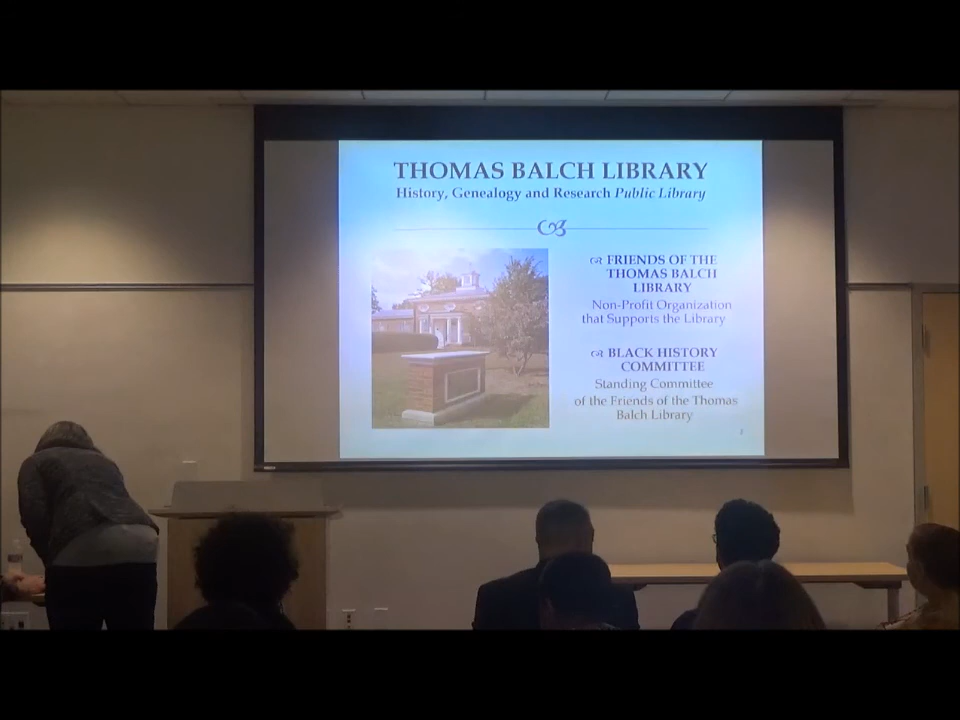 THOMAS BALCH LIBRARY
History, Genealogy and Research Public Library
FRIENDS OF THE
THOMAS BALCH
LIBRARY
Non-Profit Organization
that Supports the Library
BLACK HISTORY
COMMITTEE
Standing Committee
of the Friends of the Thomas
Balch Library